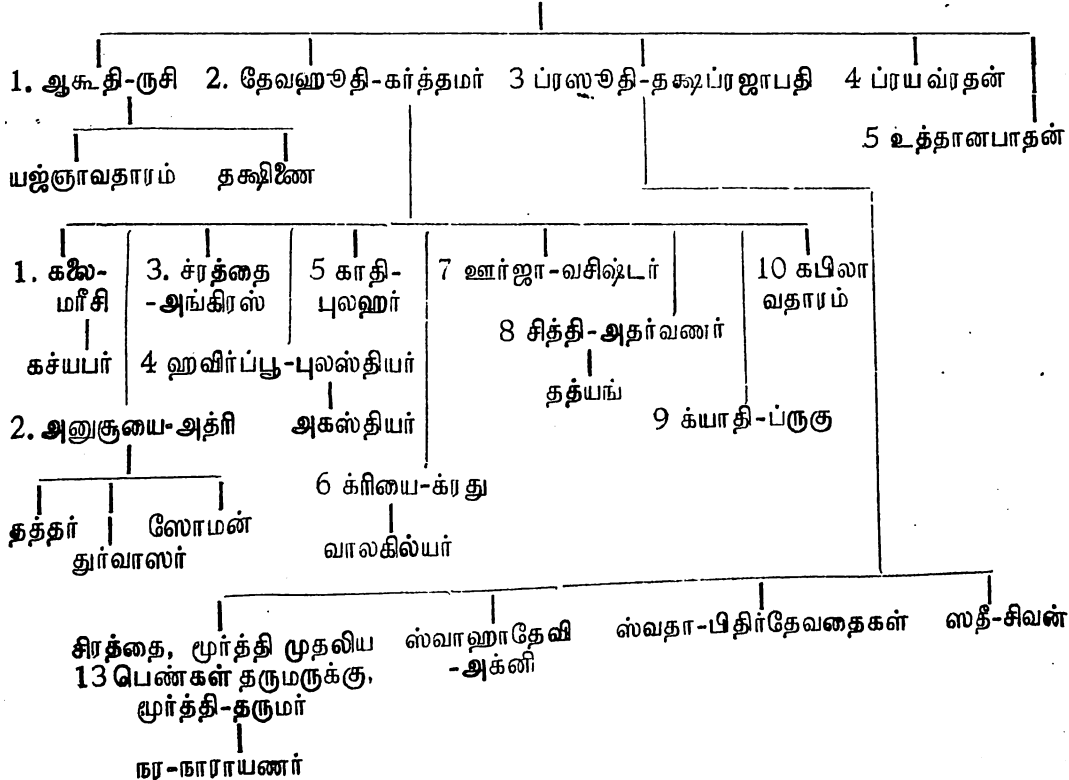 1. ஆகூதி-ருசி 2. தேவஹூதி-கர்த்தமர் 3 ப்ரஸூதி-தக்ஷப்ரஜாபதி 4 ப்ரயவ்ரதன்
5 உத்தானபாதன்
யஜ்ஞாவதாரம் தக்ஷிணை
1. கலை- 3. ச்ரத்தை 5 காதி- 7 ஊர்ஜா-வசிஷ்டர் 10 கபிலா
மரீசி -அங்கிரஸ் புலஹர் வதாரம்
8 சித்தி-அதர்வணர்
கச்யபர் 4 ஹவிர்ப்பூ-புலஸ்தியர்
தத்யங்
2. அனுசூயை-அத்ரி அகஸ்தியர் 9 க்யாதி-ப்ருகு
6 க்ரியை-க்ரது
தத்தர் ஸோமன்
துர்வாஸர் வாலகில்யர்
சிரத்தை, மூர்த்தி முதலிய ஸ்வாஹாதேவி ஸ்வதா-பிதிர்தேவதைகள் ஸதீ-சிவன்
13 பெண்கள் தருமருக்கு, -அக்னி
மூர்த்தி-தருமர்
நர-நாராயணர்